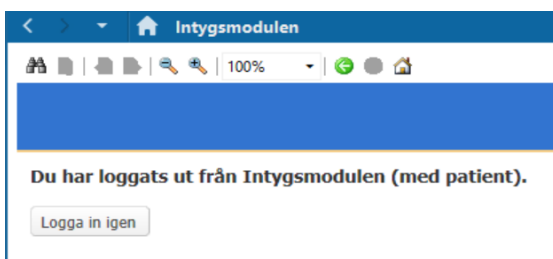 Intygsmodulen
100%
Du har loggats ut från Intygsmodulen (med patient).
Logga in igen